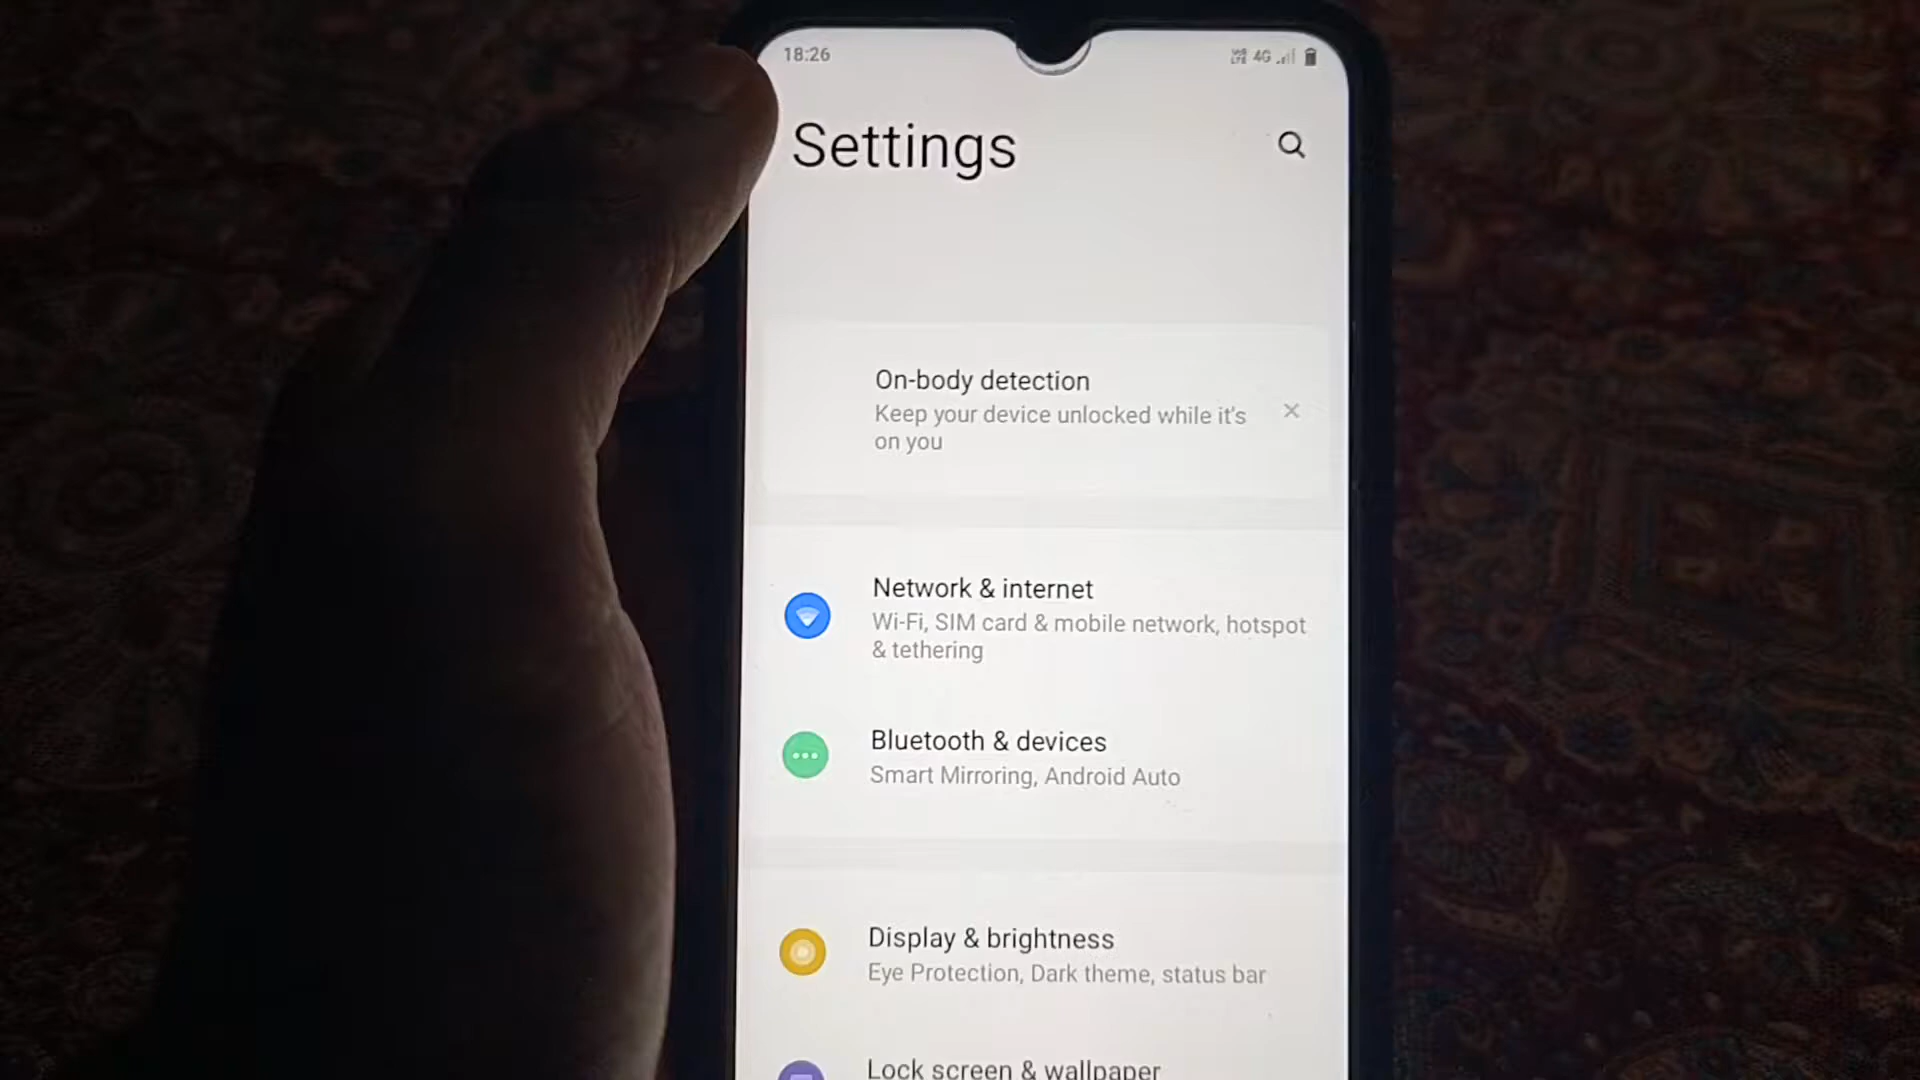 18:26
Vo LTE 4G
Settings
On-body detection
Keep your device unlocked while it's
on you
Network & internet
Wi-Fi, SIM card & mobile network, hotspot
& tethering
Bluetooth & devices
Smart Mirroring, Android Auto
Display & brightness
Eye Protection, Dark theme, status bar
Lock screen & wallpaper